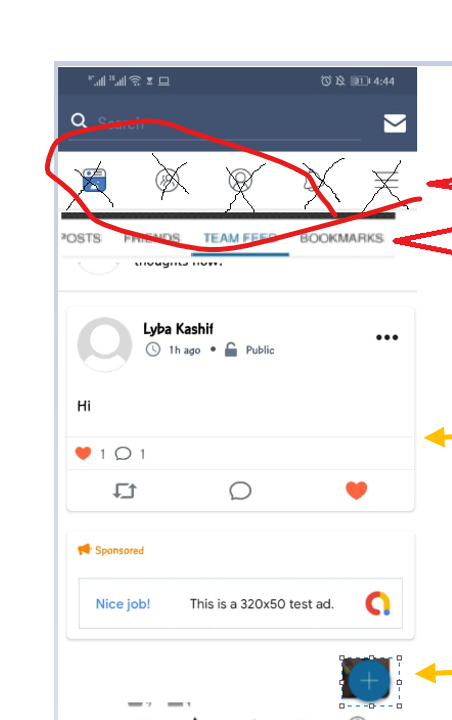 4:44
Search
POSTS FRIENDS TEAM FEED BOOKMARKS
thoughts now?
Lyba Kashif
1h ago • Public
Hi
1 1
Sponsored
Nice job! This is a 320x50 test ad.